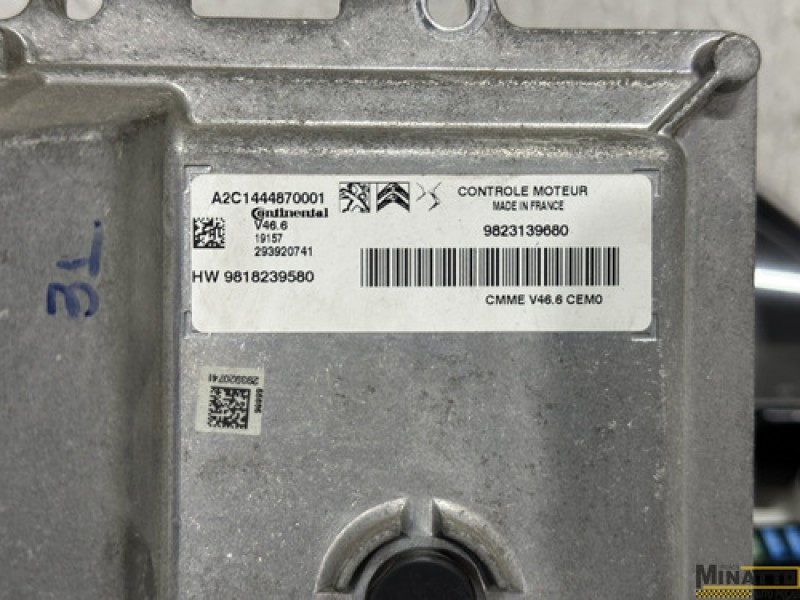 A2C1444870001
Continental
V46.6
19157
293920741
HW 9818239580
CONTROLE MOTEUR
MADE IN FRANCE
9823139680
CMME V46.6 CEM0
3L
293920741
MINATTO